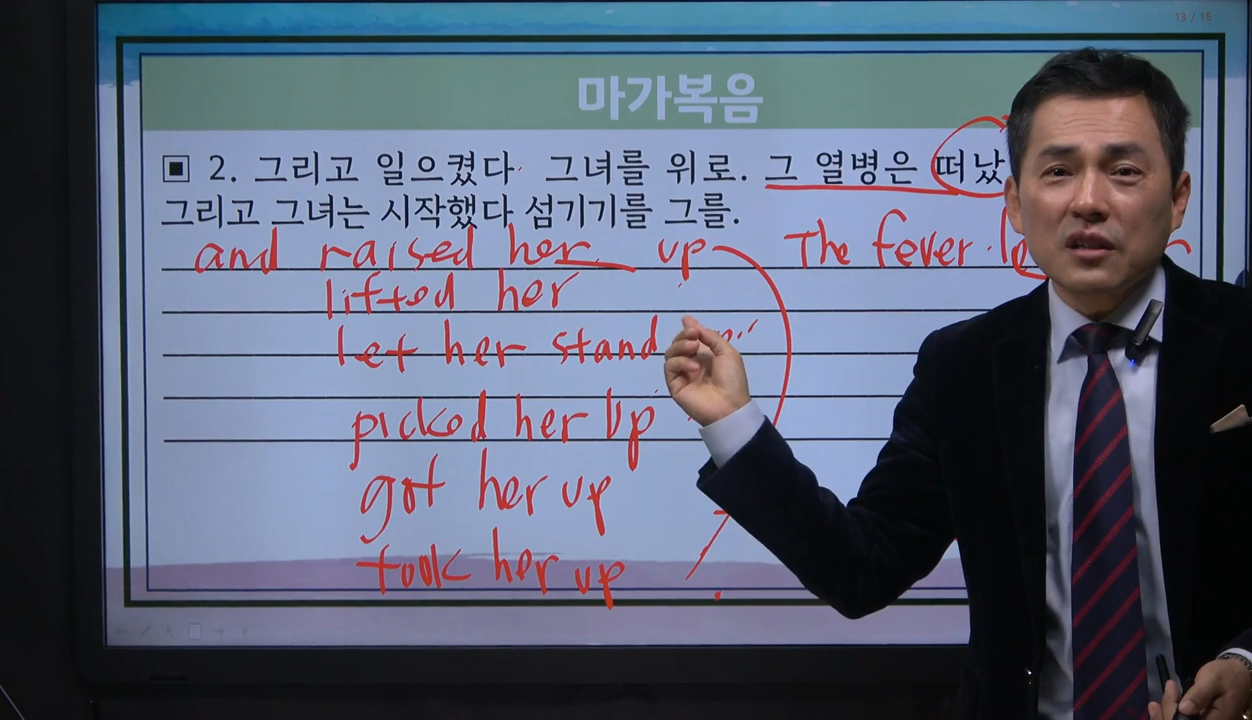 13 / 15
마가복음
▣ 2. 그리고 일으켰다. 그녀를 위로. 그 열병은 떠났
그리고 그녀는 시작했다 섬기기를 그를.
and raised her up The fever
lifted her
let her stand
picked her up
got her up
took her up